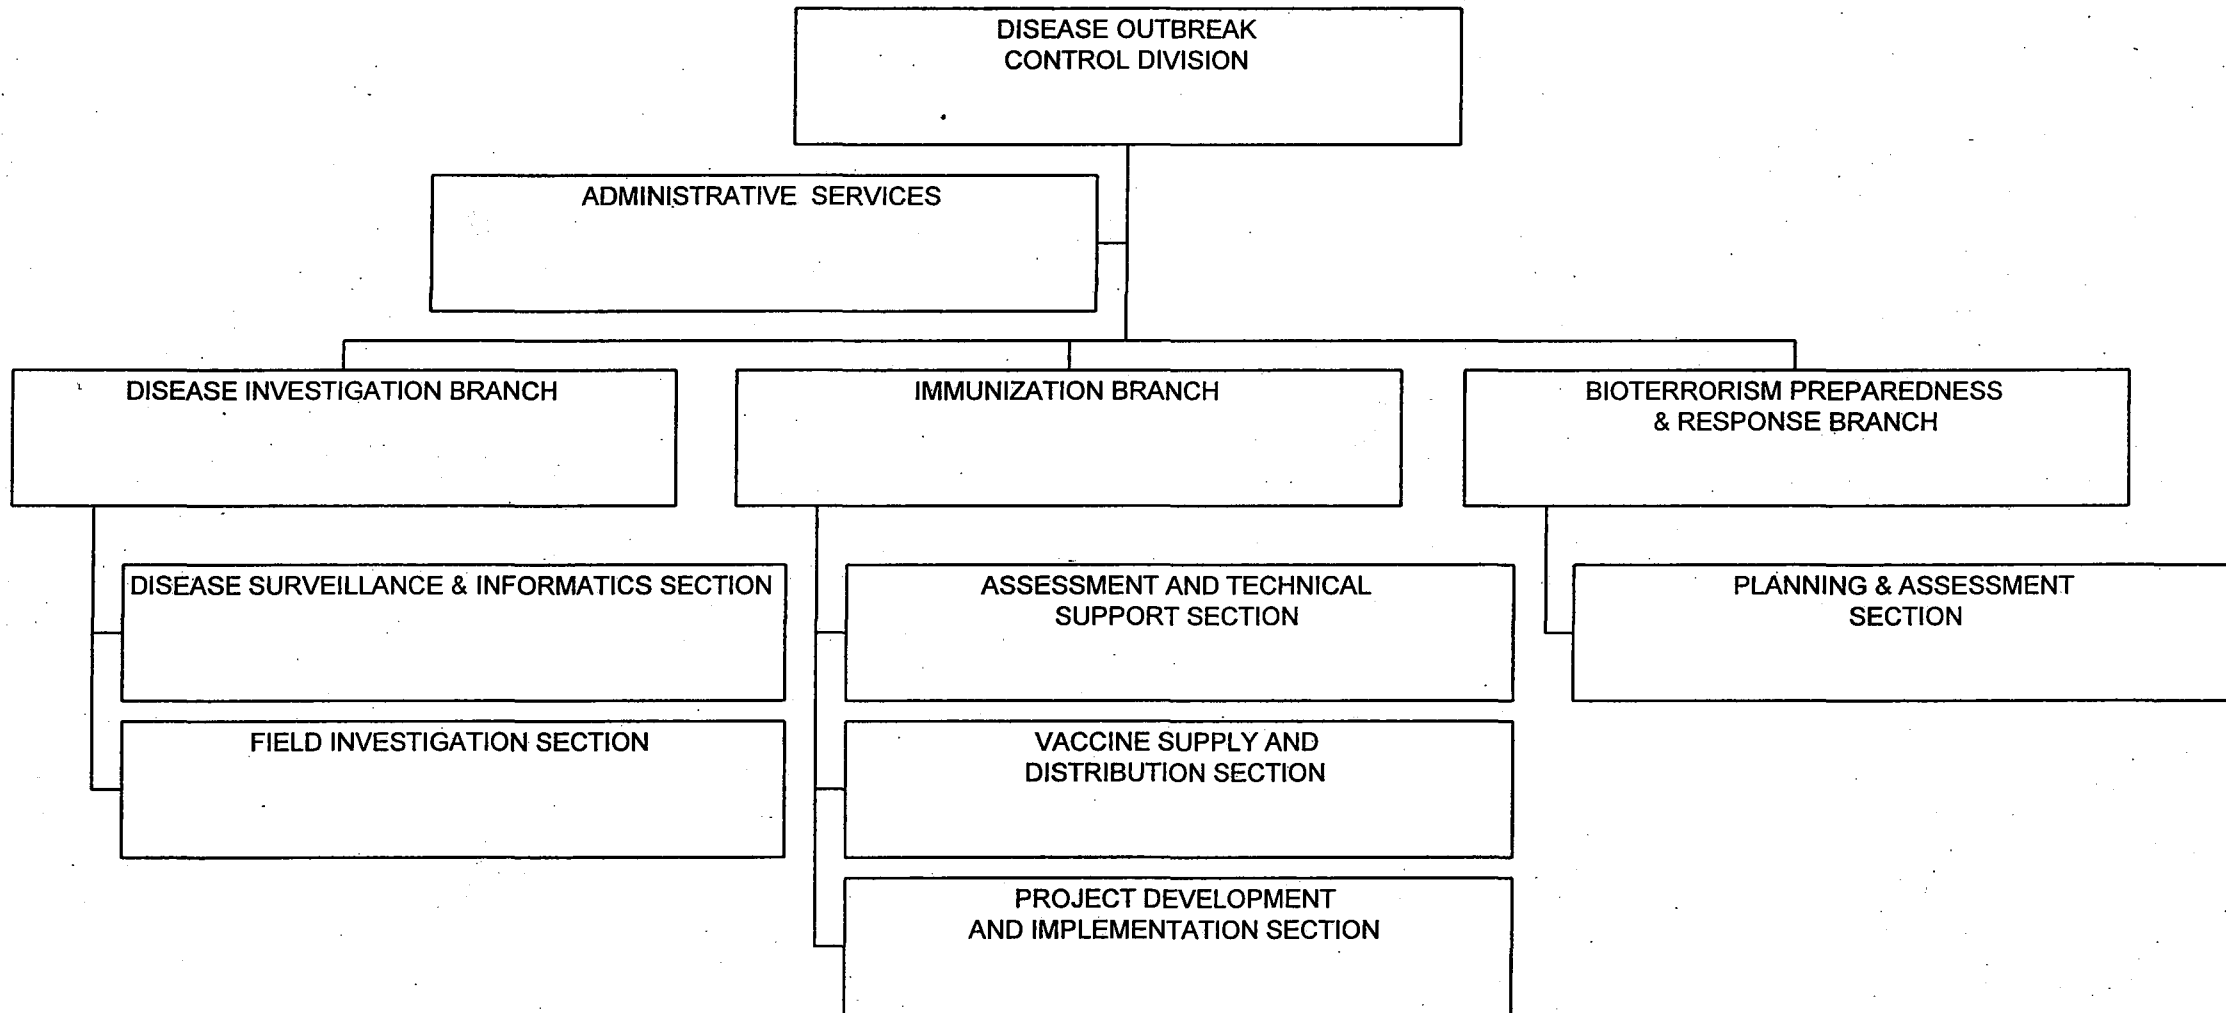 DISEASE OUTBREAK
CONTROL DIVISION
ADMINISTRATIVE SERVICES
DISEASE INVESTIGATION BRANCH
IMMUNIZATION BRANCH
BIOTERRORISM PREPAREDNESS
& RESPONSE BRANCH
DISEASE SURVEILLANCE & INFORMATICS SECTION
FIELD INVESTIGATION SECTION
ASSESSMENT AND TECHNICAL
SUPPORT SECTION
VACCINE SUPPLY AND
DISTRIBUTION SECTION
PROJECT DEVELOPMENT
AND IMPLEMENTATION SECTION
PLANNING & ASSESSMENT
SECTION